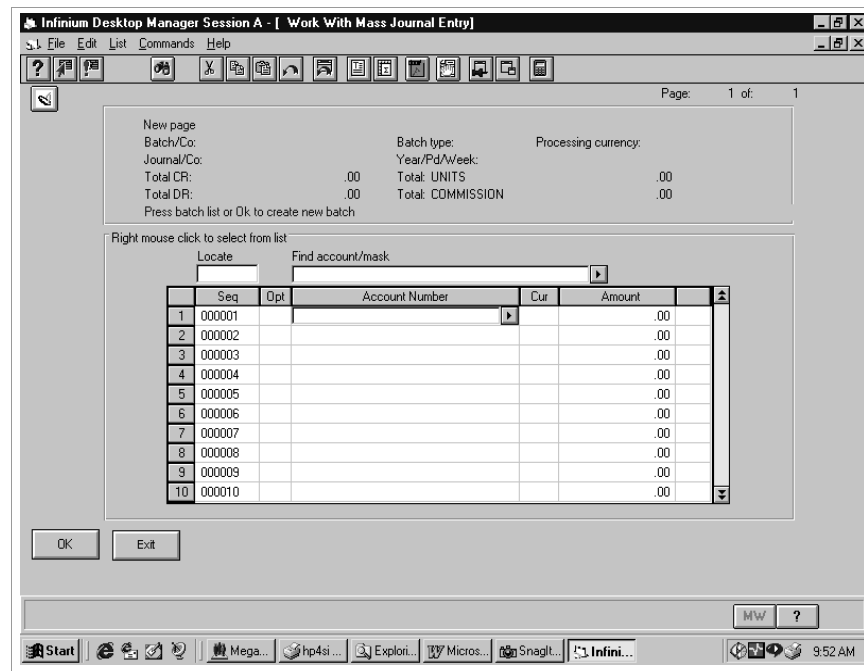 Infinium Desktop Manager Session A - [ Work With Mass Journal Entry]
File Edit List Commands Help
Page: 1 of: 1
New page
Batch/Co: Batch type: Processing currency:
Journal/Co: Year/Pd/Week:
Total CR: .00 Total: UNITS .00
Total DR: .00 Total: COMMISSION .00
Press batch list or Ok to create new batch
Right mouse click to select from list
Locate Find account/mask
Seq Opt Account Number Cur Amount
1 000001 .00
2 000002 .00
3 000003 .00
4 000004 .00
5 000005 .00
6 000006 .00
7 000007 .00
8 000008 .00
9 000009 .00
10 000010 .00
OK Exit
MW ?
Start Mega... hp4si ... Explori... Micros... SnagIt... Infini... 9:52 AM